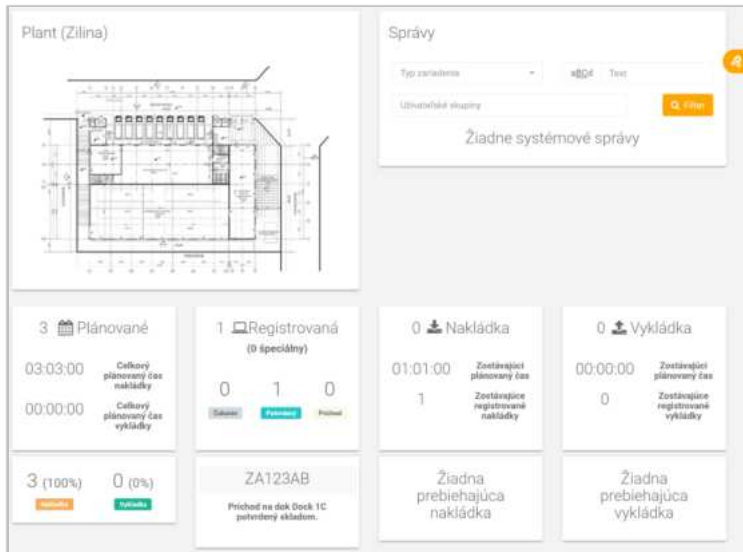 Plant (Zilina)
Správy
Typ zariadenia
aBCd Text
Užívateľské skupiny
Filter
Žiadne systémové správy
3 Plánované
03:03:00 Celkový plánovaný čas nakládky
00:00:00 Celkový plánovaný čas vykládky
1 Registrovaná
(0 špeciálny)
0 1 0
Potvrdený Príchod
0 Nakládka
01:01:00 Zostávajúci plánovaný čas
1 Zostávajúce registrované nakládky
0 Vykládka
00:00:00 Zostávajúci plánovaný čas
0 Zostávajúce registrované vykládky
3 (100%) 0 (0%)
Nakládka Vykládka
ZA123AB
Príchod na dok Dock 1C
potvrdený skladom.
Žiadna
prebiehajúca
nakládka
Žiadna
prebiehajúca
vykládka